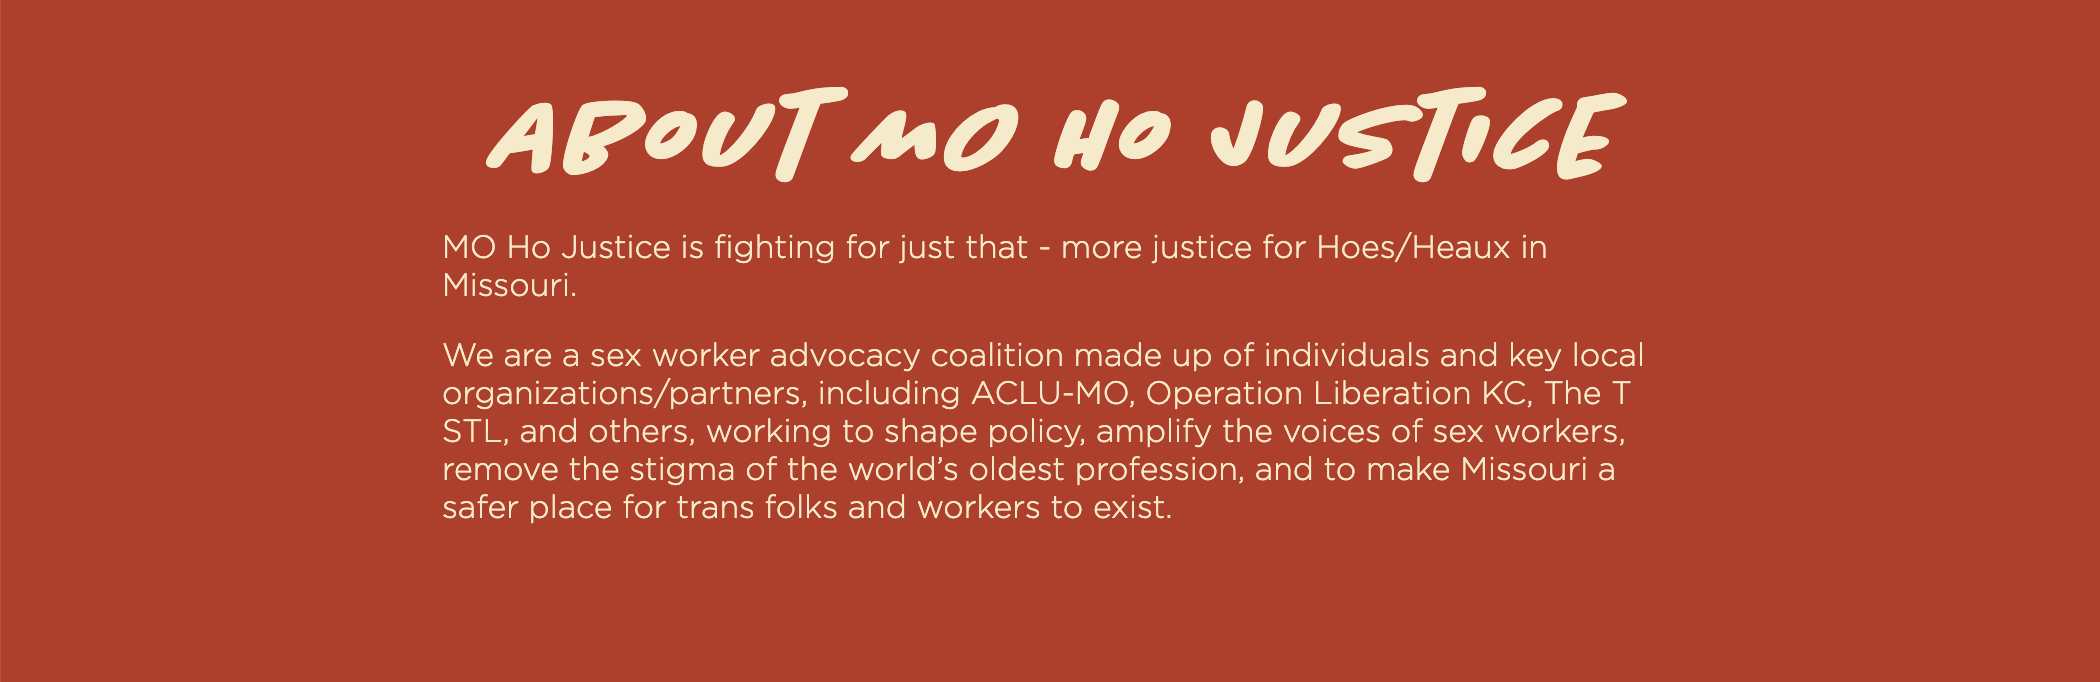 ABOUT MO HO JUSTICE
MO Ho Justice is fighting for just that - more justice for Hoes/Heaux in
Missouri.
We are a sex worker advocacy coalition made up of individuals and key local
organizations/partners, including ACLU-MO, Operation Liberation KC, The T
STL, and others, working to shape policy, amplify the voices of sex workers,
remove the stigma of the world’s oldest profession, and to make Missouri a
safer place for trans folks and workers to exist.